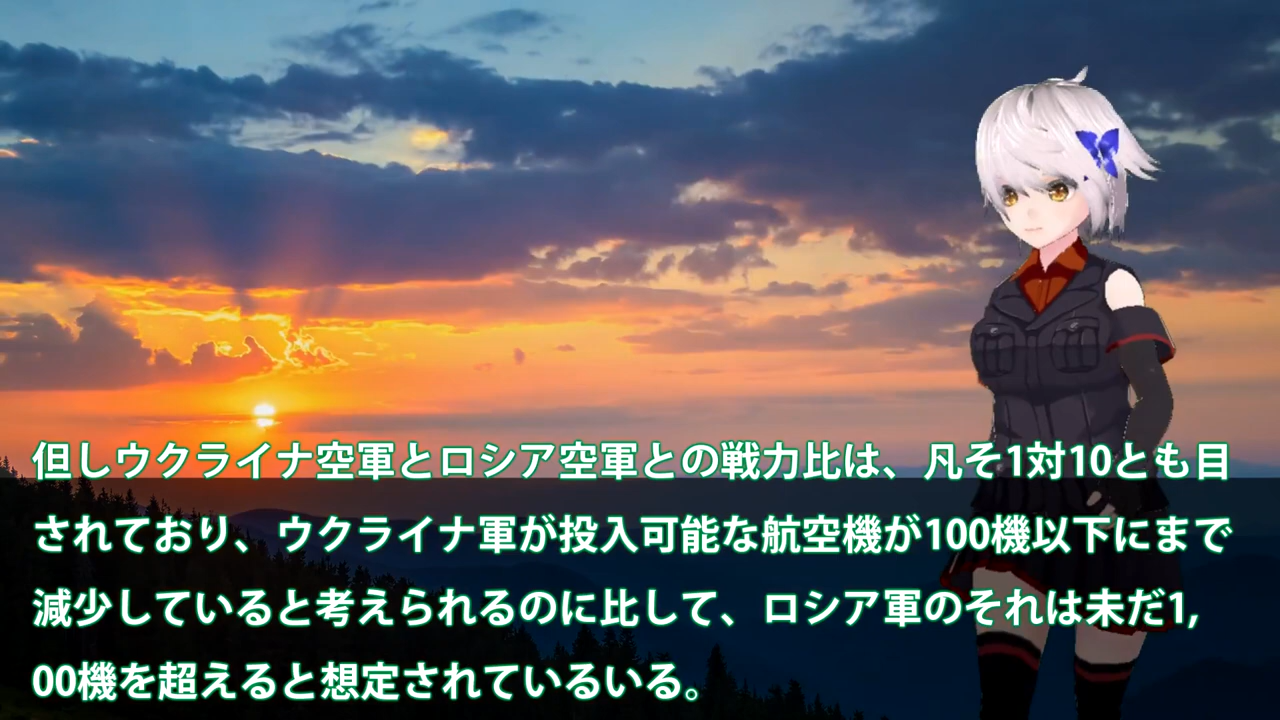 但しウクライナ空軍とロシア空軍との戦力比は、凡そ1対10とも目
されており、ウクライナ軍が投入可能な航空機が100機以下にまで
減少していると考えられるのに比して、ロシア軍のそれは未だ1,
00機を超えると想定されているいる。